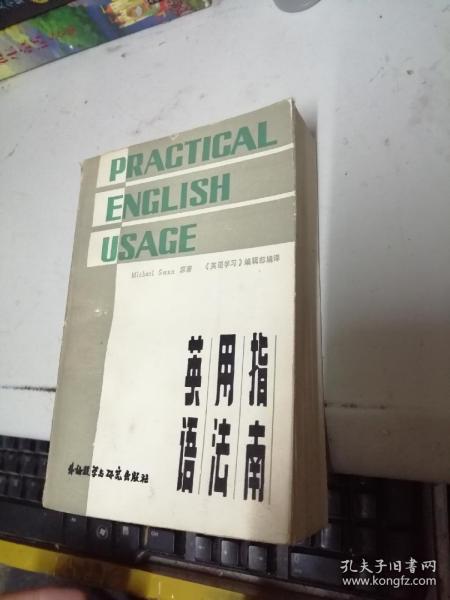 PRACTICAL
ENGLISH
USAGE
Michael Swan 原著 《英语学习》编辑部编译
英语
用法
指南
外语教学与研究出版社
孔夫子旧书网
www.kongfz.com